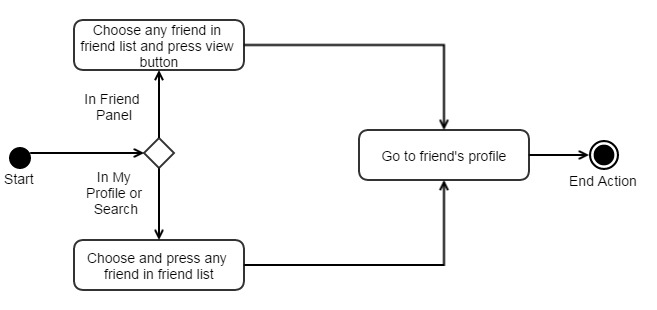 Choose any friend in
friend list and press view
button
In Friend
Panel
Start
In My
Profile or
Search
Go to friend's profile
End Action
Choose and press any
friend in friend list